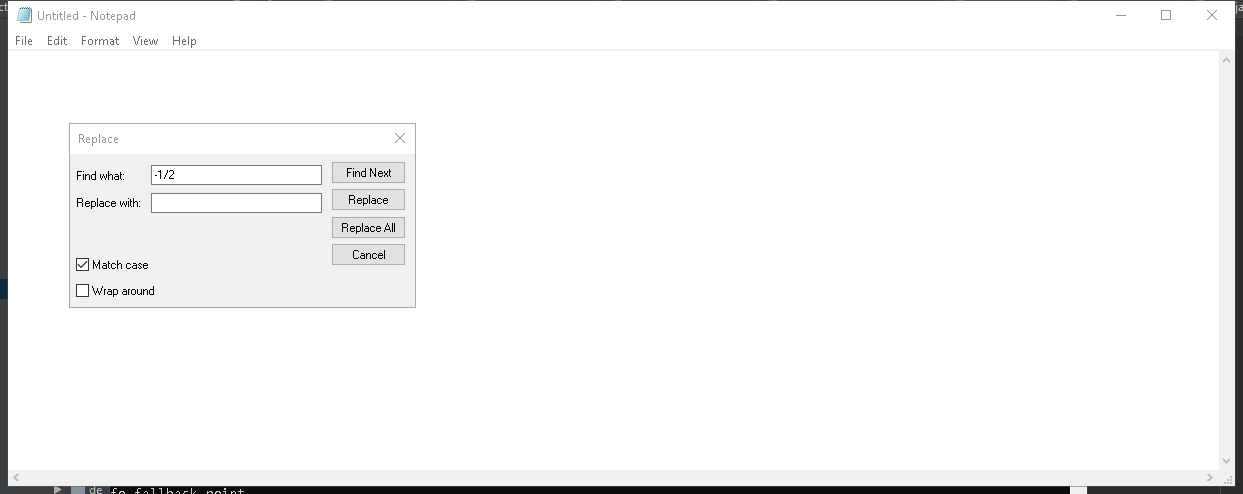 Untitled - Notepad
File Edit Format View Help
Replace
Find what: -1/2 Find Next
Replace with: Replace
Replace All
Cancel
Match case
Wrap around
de fo fallback point